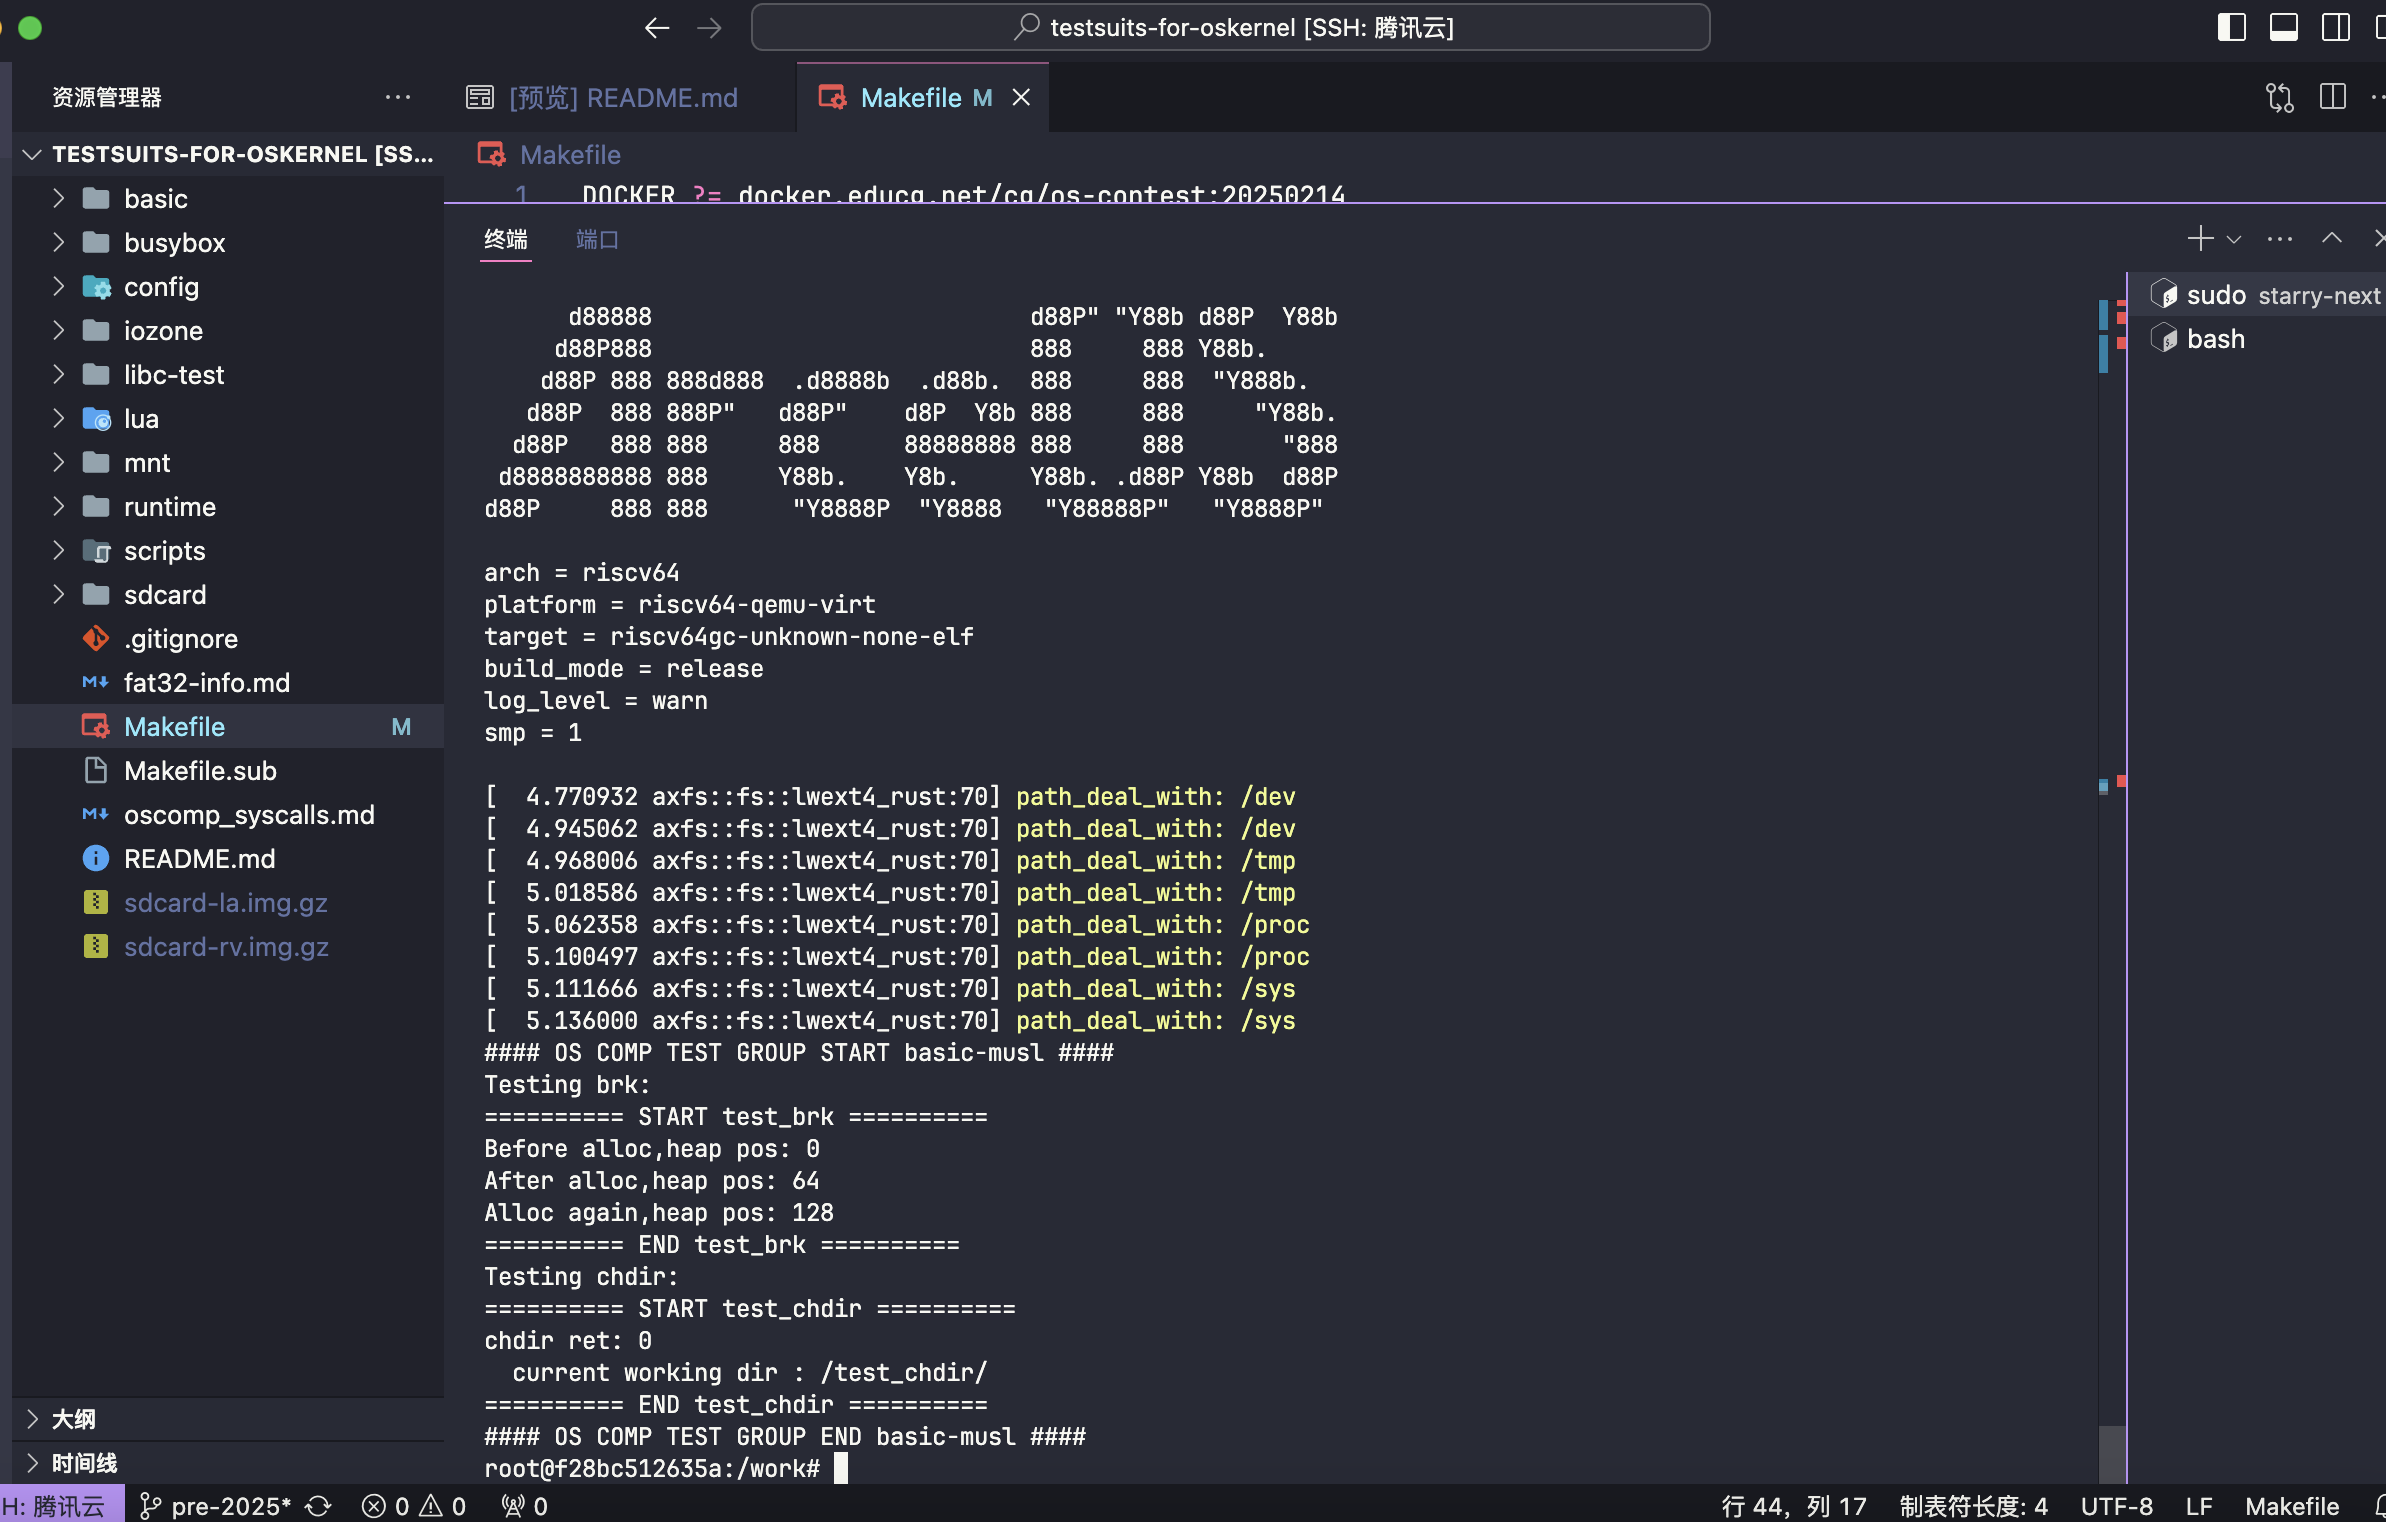 testsuits-for-oskernel [SSH: 腾讯云]
资源管理器
[预览] README.md
Makefile M
TESTSUITS-FOR-OSKERNEL [SS...
basic
busybox
config
iozone
libc-test
lua
mnt
runtime
scripts
sdcard
.gitignore
fat32-info.md
Makefile M
Makefile.sub
oscomp_syscalls.md
README.md
sdcard-la.img.gz
sdcard-rv.img.gz
大纲
时间线
Makefile
1 DOCKER ?= docker.educg.net/cg/os-contest:20250214
终端 端口
      d88888                           d88P" "Y88b d88P  Y88b
     d88P888                           888     888 Y88b.
    d88P 888 888d888  .d8888b  .d88b.  888     888  "Y888b.
   d88P  888 888P"   d88P"    d8P  Y8b 888     888     "Y88b.
  d88P   888 888     888      88888888 888     888       "888
 d8888888888 888     Y88b.    Y8b.     Y88b. .d88P Y88b  d88P
d88P     888 888      "Y8888P  "Y8888   "Y88888P"   "Y8888P"
arch = riscv64
platform = riscv64-qemu-virt
target = riscv64gc-unknown-none-elf
build_mode = release
log_level = warn
smp = 1
[  4.770932 axfs::fs::lwext4_rust:70] path_deal_with: /dev
[  4.945062 axfs::fs::lwext4_rust:70] path_deal_with: /dev
[  4.968006 axfs::fs::lwext4_rust:70] path_deal_with: /tmp
[  5.018586 axfs::fs::lwext4_rust:70] path_deal_with: /tmp
[  5.062358 axfs::fs::lwext4_rust:70] path_deal_with: /proc
[  5.100497 axfs::fs::lwext4_rust:70] path_deal_with: /proc
[  5.111666 axfs::fs::lwext4_rust:70] path_deal_with: /sys
[  5.136000 axfs::fs::lwext4_rust:70] path_deal_with: /sys
#### OS COMP TEST GROUP START basic-musl ####
Testing brk:
========== START test_brk ==========
Before alloc,heap pos: 0
After alloc,heap pos: 64
Alloc again,heap pos: 128
========== END test_brk ==========
Testing chdir:
========== START test_chdir ==========
chdir ret: 0
  current working dir : /test_chdir/
========== END test_chdir ==========
#### OS COMP TEST GROUP END basic-musl ####
root@f28bc512635a:/work#
sudo starry-next
bash
H: 腾讯云 pre-2025* 0 0 0 行 44，列 17 制表符长度: 4 UTF-8 LF Makefile